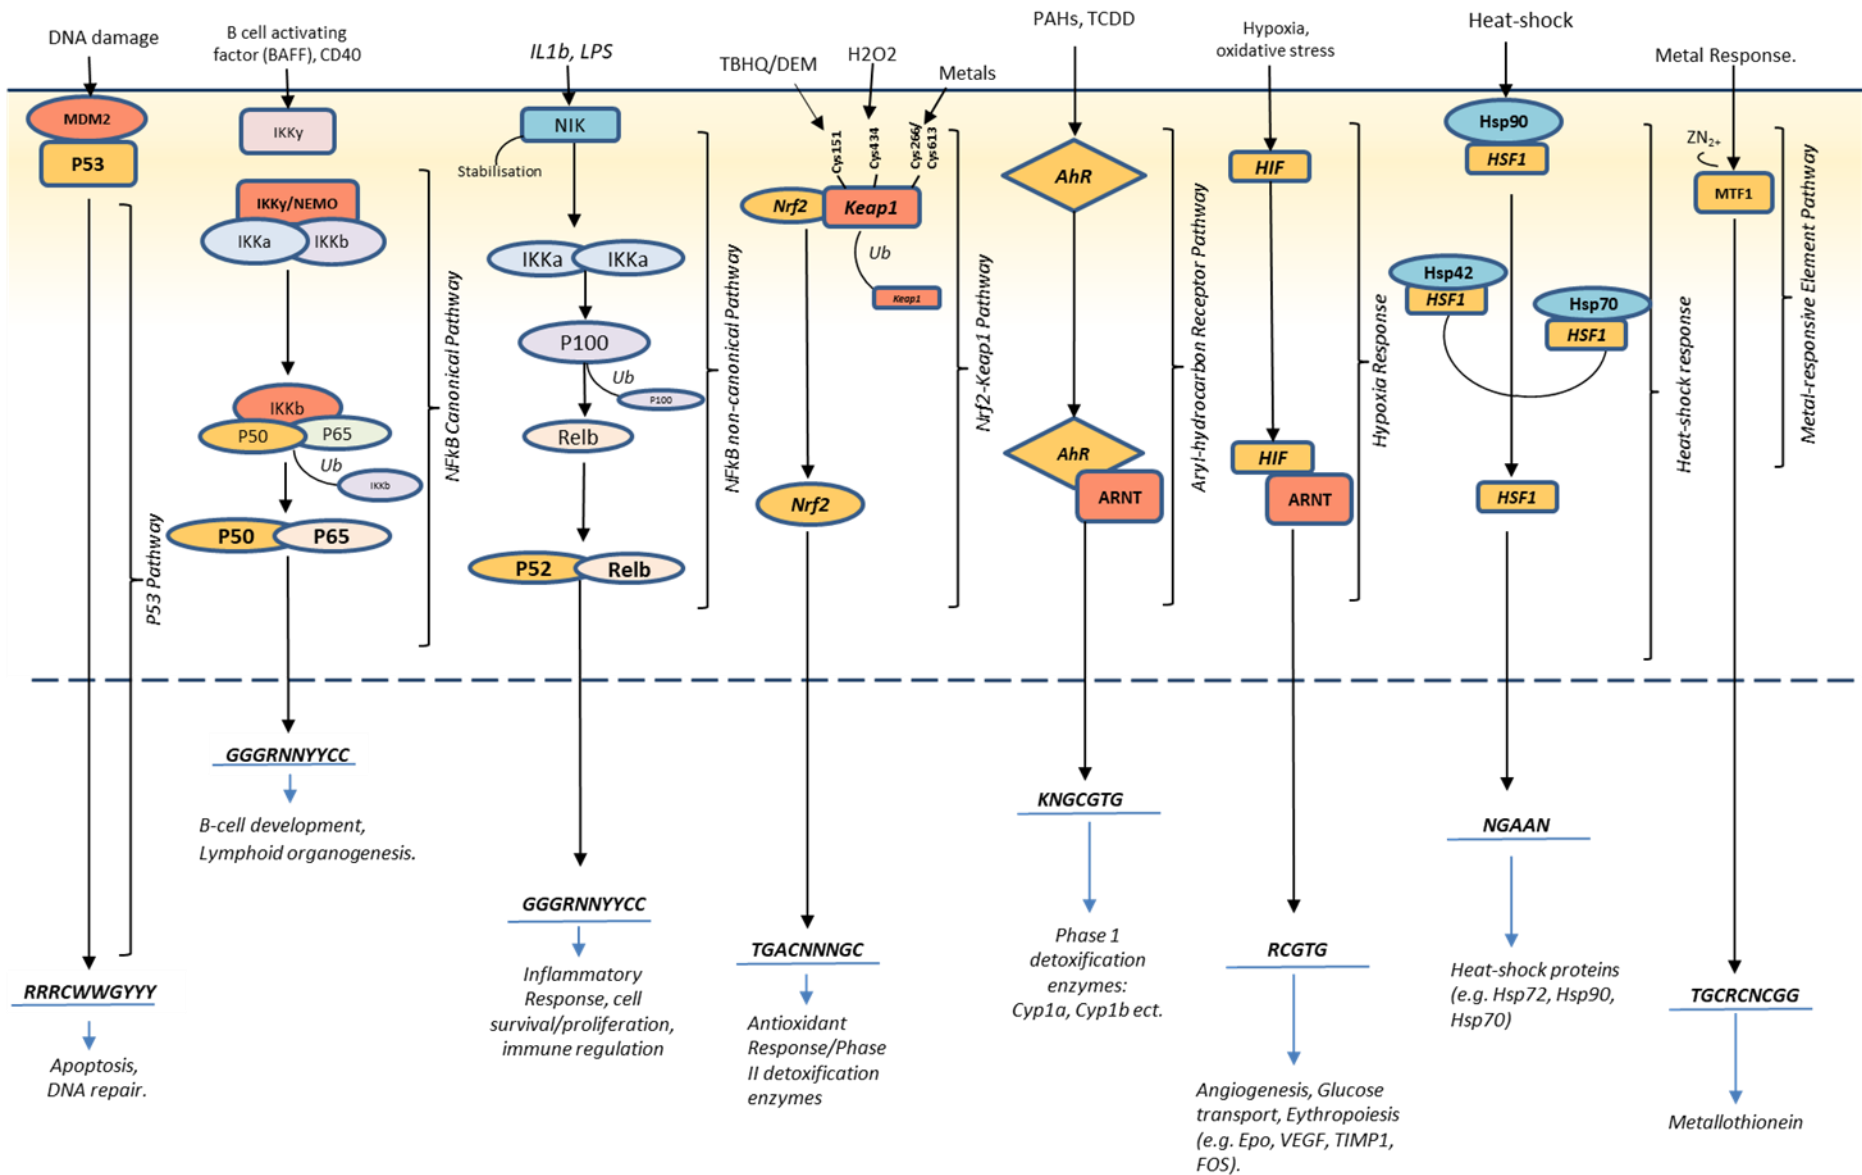 DNA damage
MDM2
P53
P53 Pathway
RRRCWWGYYY
Apoptosis,
DNA repair.
B cell activating
factor (BAFF), CD40
IKKy
IKKy/NEMO
IKKa
IKKb
IKKb
P50
P65
Ub
IKKb
P50
P65
NFkB Canonical Pathway
GGGRNNYYCC
B-cell development,
Lymphoid organogenesis.
IL1b, LPS
NIK
Stabilisation
IKKa
IKKa
P100
Ub
P100
Relb
P52
Relb
NFkB non-canonical Pathway
GGGRNNYYCC
Inflammatory
Response, cell
survival/proliferation,
immune regulation
TBHQ/DEM
H2O2
Metals
Cys151
Cys434
Cys266/
Cys613
Nrf2
Keap1
Ub
Keap1
Nrf2
Nrf2-Keap1 Pathway
TGACNNNGC
Antioxidant
Response/Phase
II detoxification
enzymes
PAHs, TCDD
AhR
AhR
ARNT
Aryl-hydrocarbon Receptor Pathway
KNGCGTG
Phase 1
detoxification
enzymes:
Cyp1a, Cyp1b ect.
Hypoxia,
oxidative stress
HIF
HIF
ARNT
Hypoxia Response
RCGTG
Angiogenesis, Glucose
transport, Eythropoiesis
(e.g. Epo, VEGF, TIMP1,
FOS).
Heat-shock
Hsp90
HSF1
Hsp42
HSF1
Hsp70
HSF1
HSF1
Heat-shock response
NGAAN
Heat-shock proteins
(e.g. Hsp72, Hsp90,
Hsp70)
Metal Response.
ZN2+
MTF1
Metal-responsive Element Pathway
TGCRCNCGG
Metallothionein